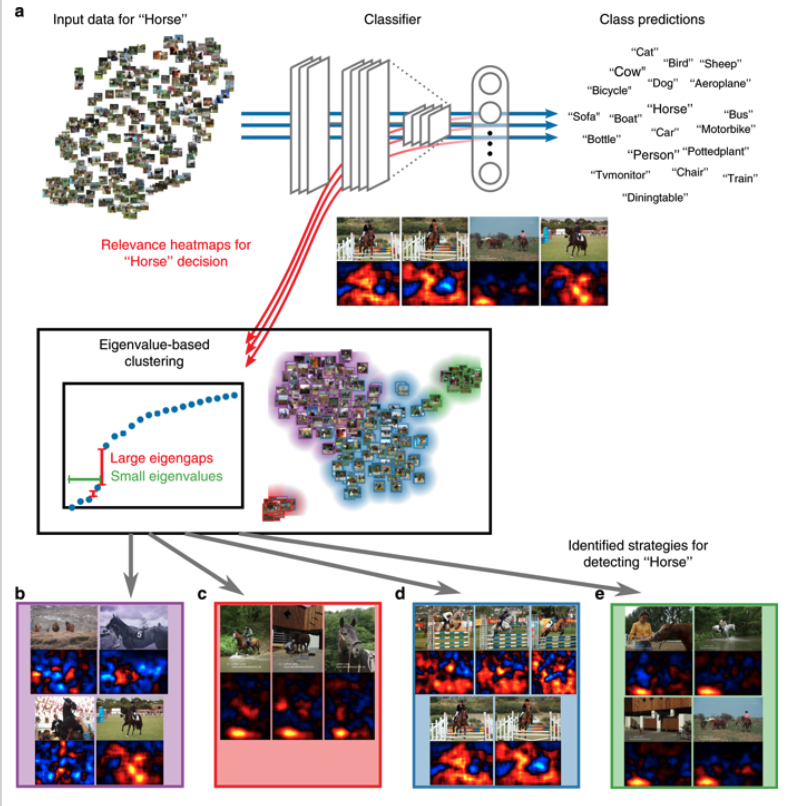 a
Input data for “Horse”
Classifier
Class predictions
“Cat”
“Bird” “Sheep”
“Cow”
“Dog” “Aeroplane”
“Bicycle”
“Horse”
“Sofa” “Boat” “Bus”
“Car” “Motorbike”
“Bottle”
“Person” “Pottedplant”
“Tvmonitor” “Chair” “Train”
“Diningtable”
Relevance heatmaps for
“Horse” decision
Eigenvalue-based
clustering
Large eigengaps
Small eigenvalues
Identified strategies for
detecting “Horse”
b
c
d
e
5